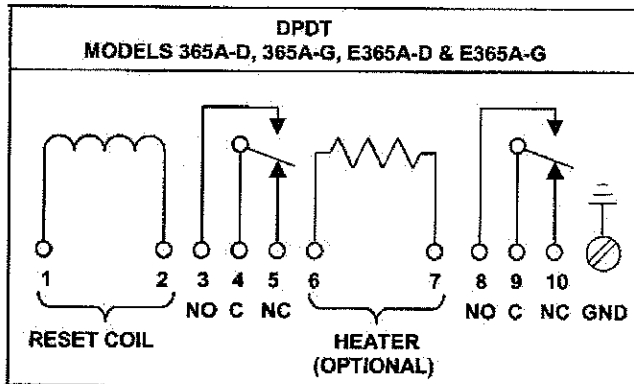 DPDT
MODELS 365A-D, 365A-G, E365A-D & E365A-G
1 2 3 4 5 6 7 8 9 10
NO C NC NO C NC GND
RESET COIL HEATER
(OPTIONAL)